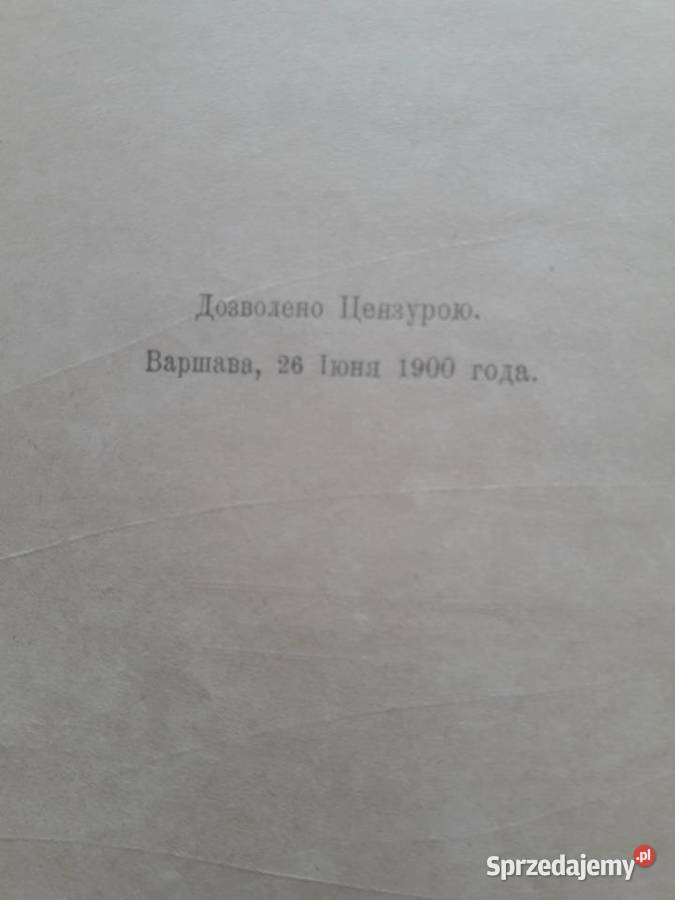 Дозволено Цензурою.
Варшава, 26 Іюня 1900 года.
Sprzedajemy.pl